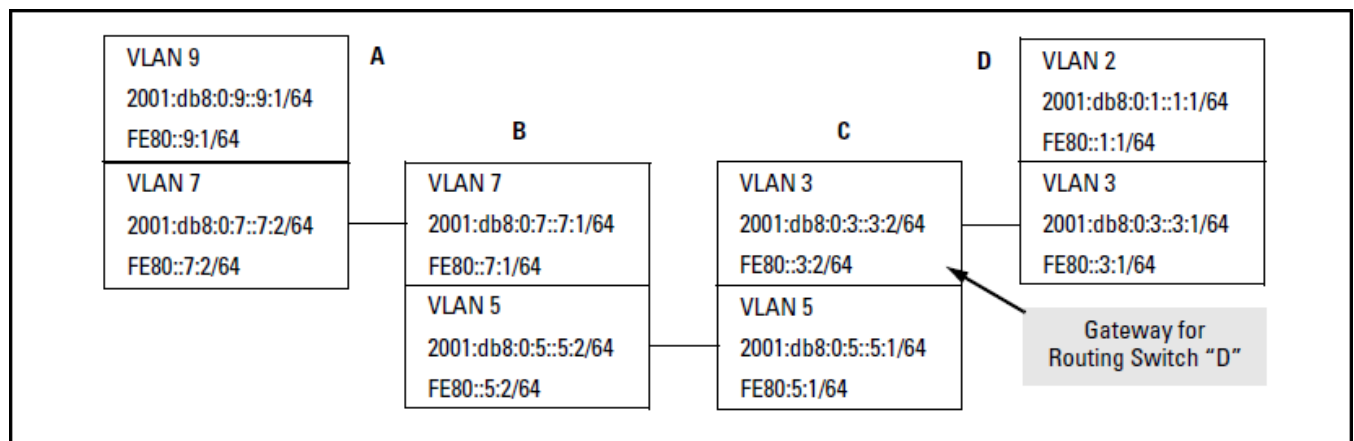 VLAN 9
2001:db8:0:9::9:1/64
FE80::9:1/64
VLAN 7
2001:db8:0:7::7:2/64
FE80::7:2/64
A
B
VLAN 7
2001:db8:0:7::7:1/64
FE80::7:1/64
VLAN 5
2001:db8:0:5::5:2/64
FE80::5:2/64
C
VLAN 3
2001:db8:0:3::3:2/64
FE80::3:2/64
VLAN 5
2001:db8:0:5::5:1/64
FE80:5:1/64
D
VLAN 2
2001:db8:0:1::1:1/64
FE80::1:1/64
VLAN 3
2001:db8:0:3::3:1/64
FE80::3:1/64
Gateway for
Routing Switch “D”